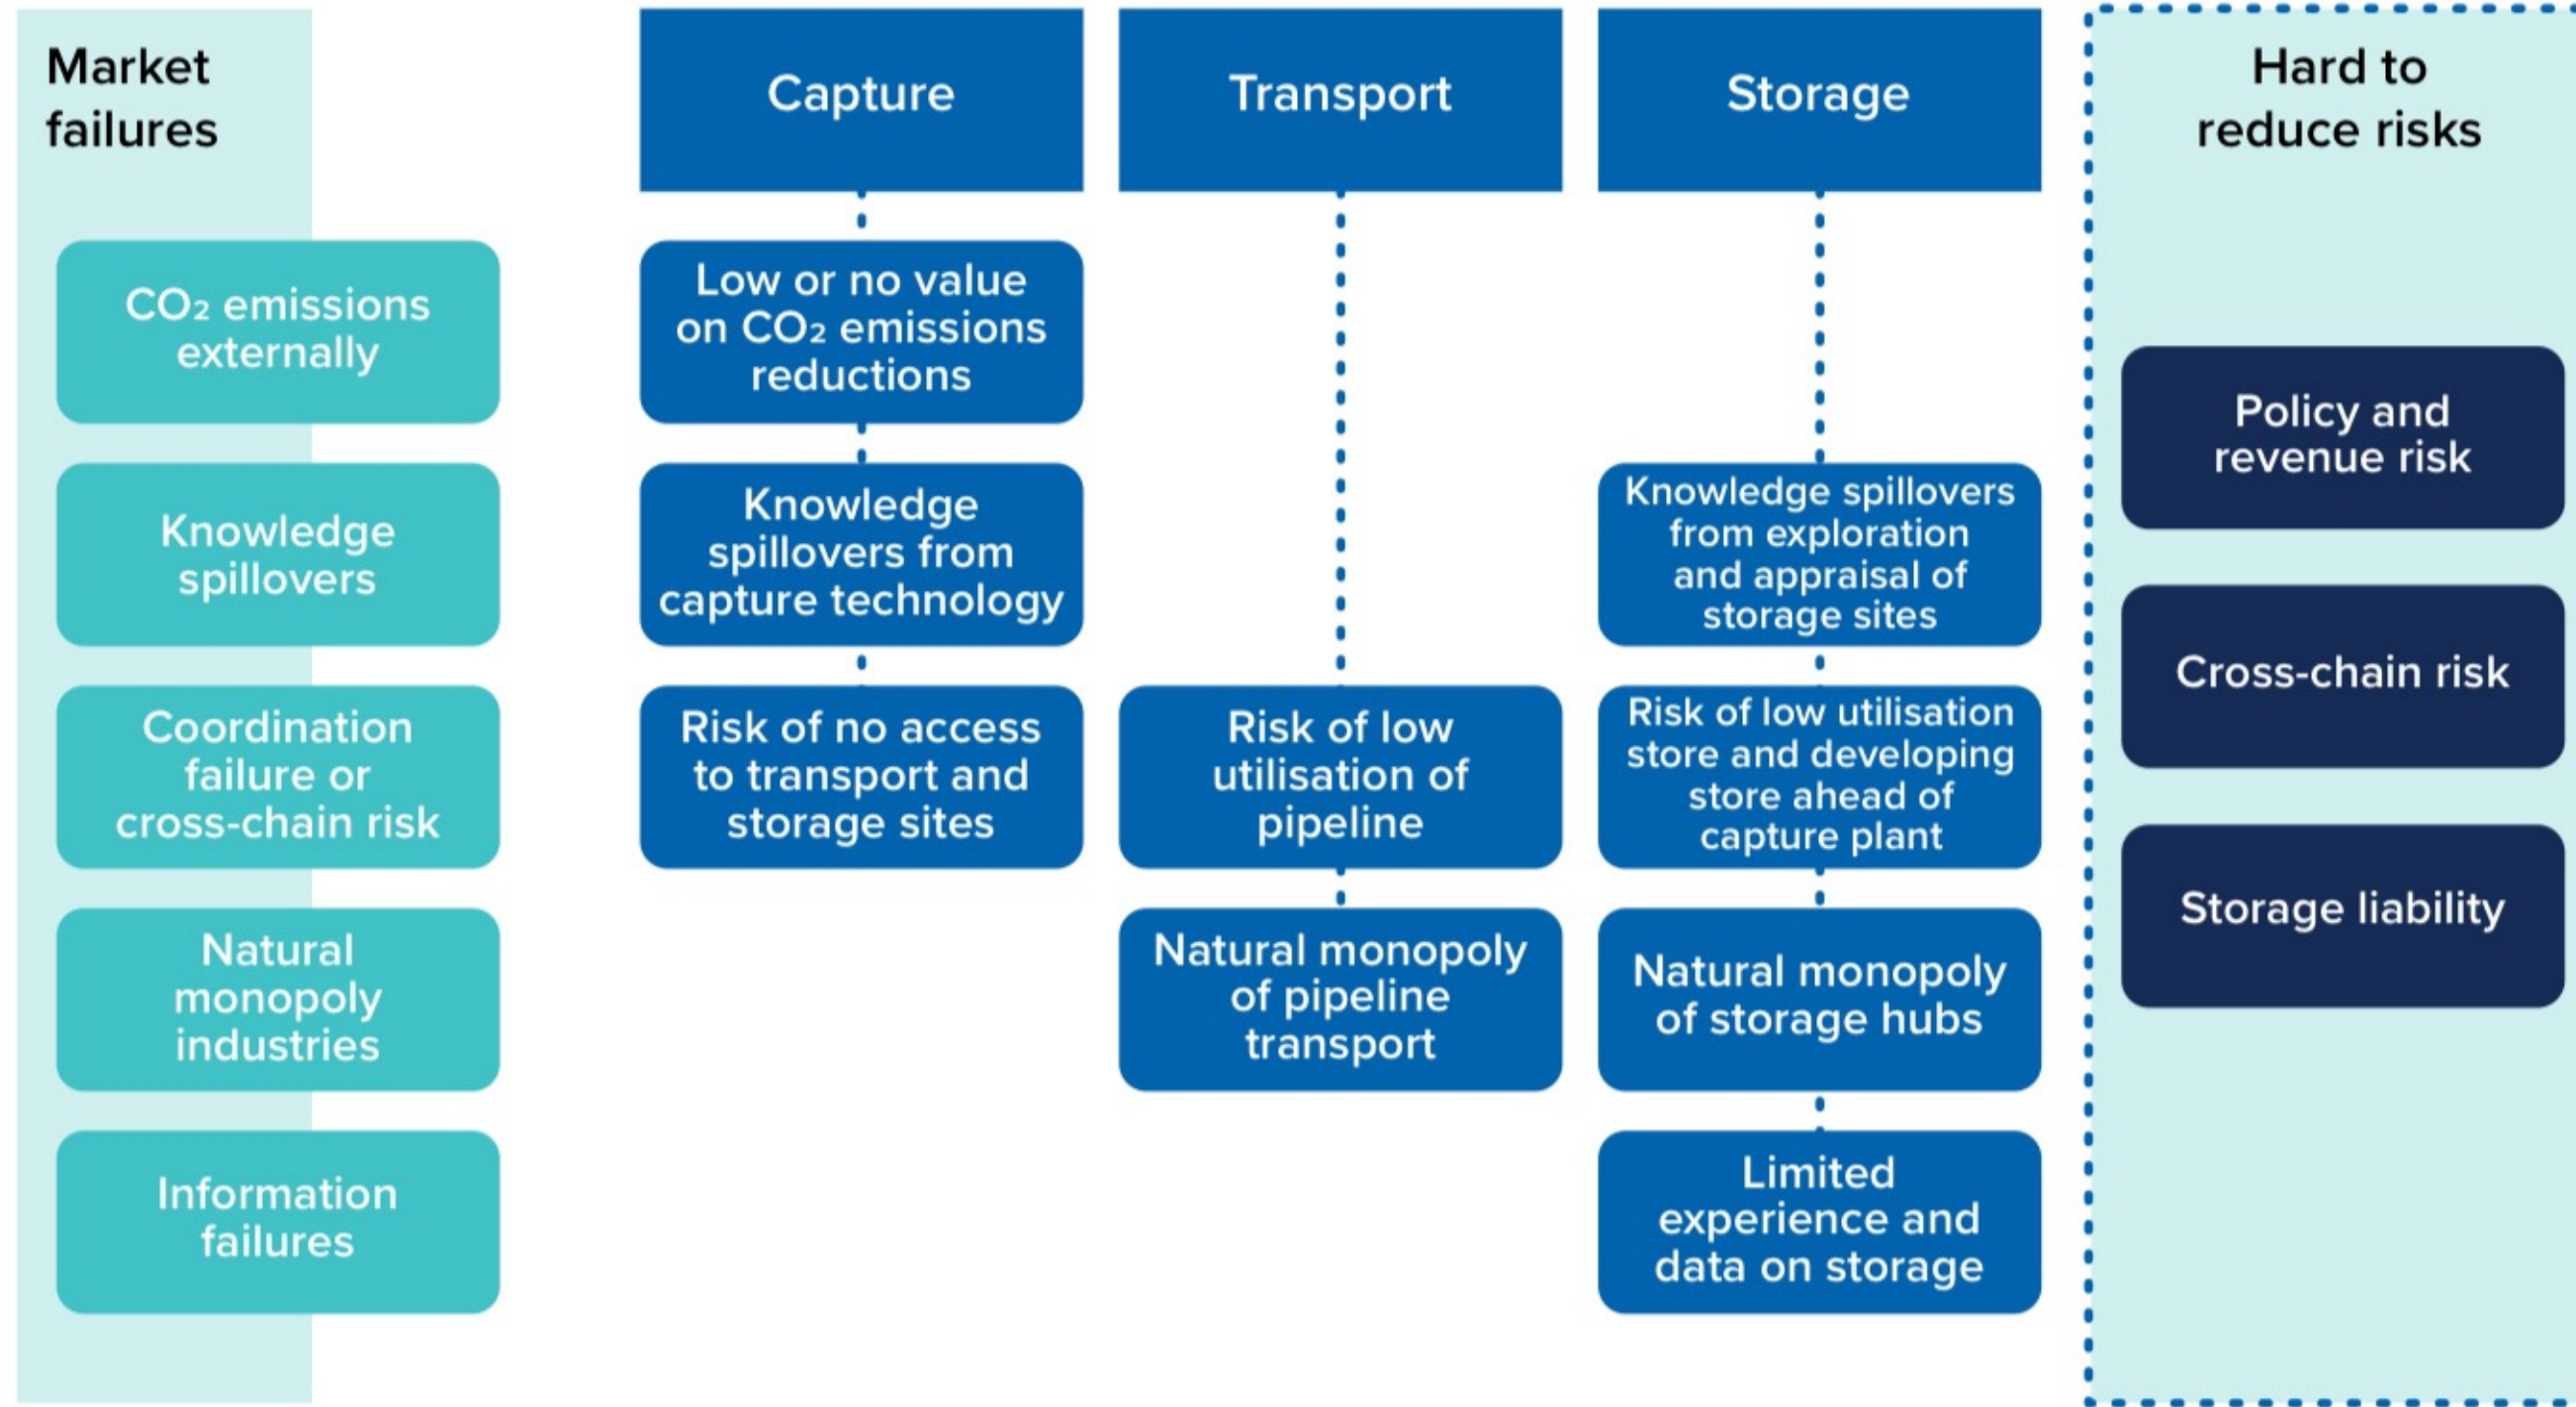 Market
failures
Capture
Transport
Storage
Hard to
reduce risks
CO₂ emissions
externally
Low or no value
on CO₂ emissions
reductions
Policy and
revenue risk
Knowledge
spillovers
Knowledge
spillovers from
capture technology
Knowledge spillovers
from exploration
and appraisal of
storage sites
Cross-chain risk
Coordination
failure or
cross-chain risk
Risk of no access
to transport and
storage sites
Risk of low
utilisation of
pipeline
Risk of low utilisation
store and developing
store ahead of
capture plant
Storage liability
Natural
monopoly
industries
Natural monopoly
of pipeline
transport
Natural monopoly
of storage hubs
Information
failures
Limited
experience and
data on storage